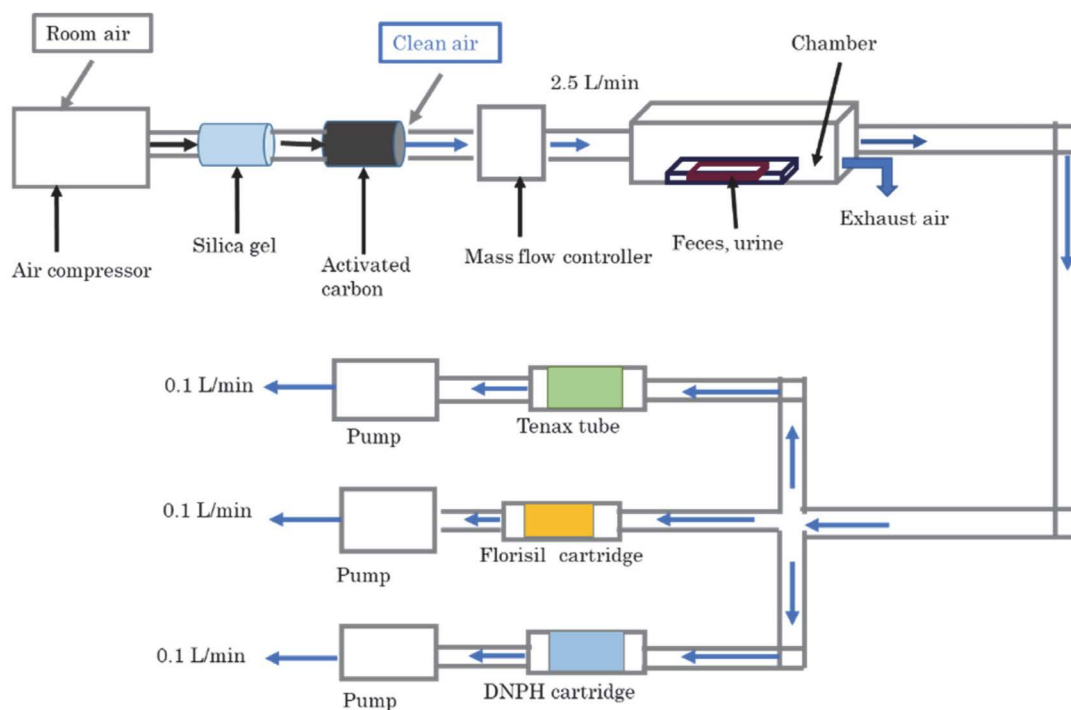 Room air
Clean air
Chamber
2.5 L/min
Exhaust air
Silica gel
Mass flow controller
Feces, urine
Air compressor
Activated
carbon
0.1 L/min
Pump
Tenax tube
0.1 L/min
Pump
Florisil cartridge
0.1 L/min
Pump
DNPH cartridge